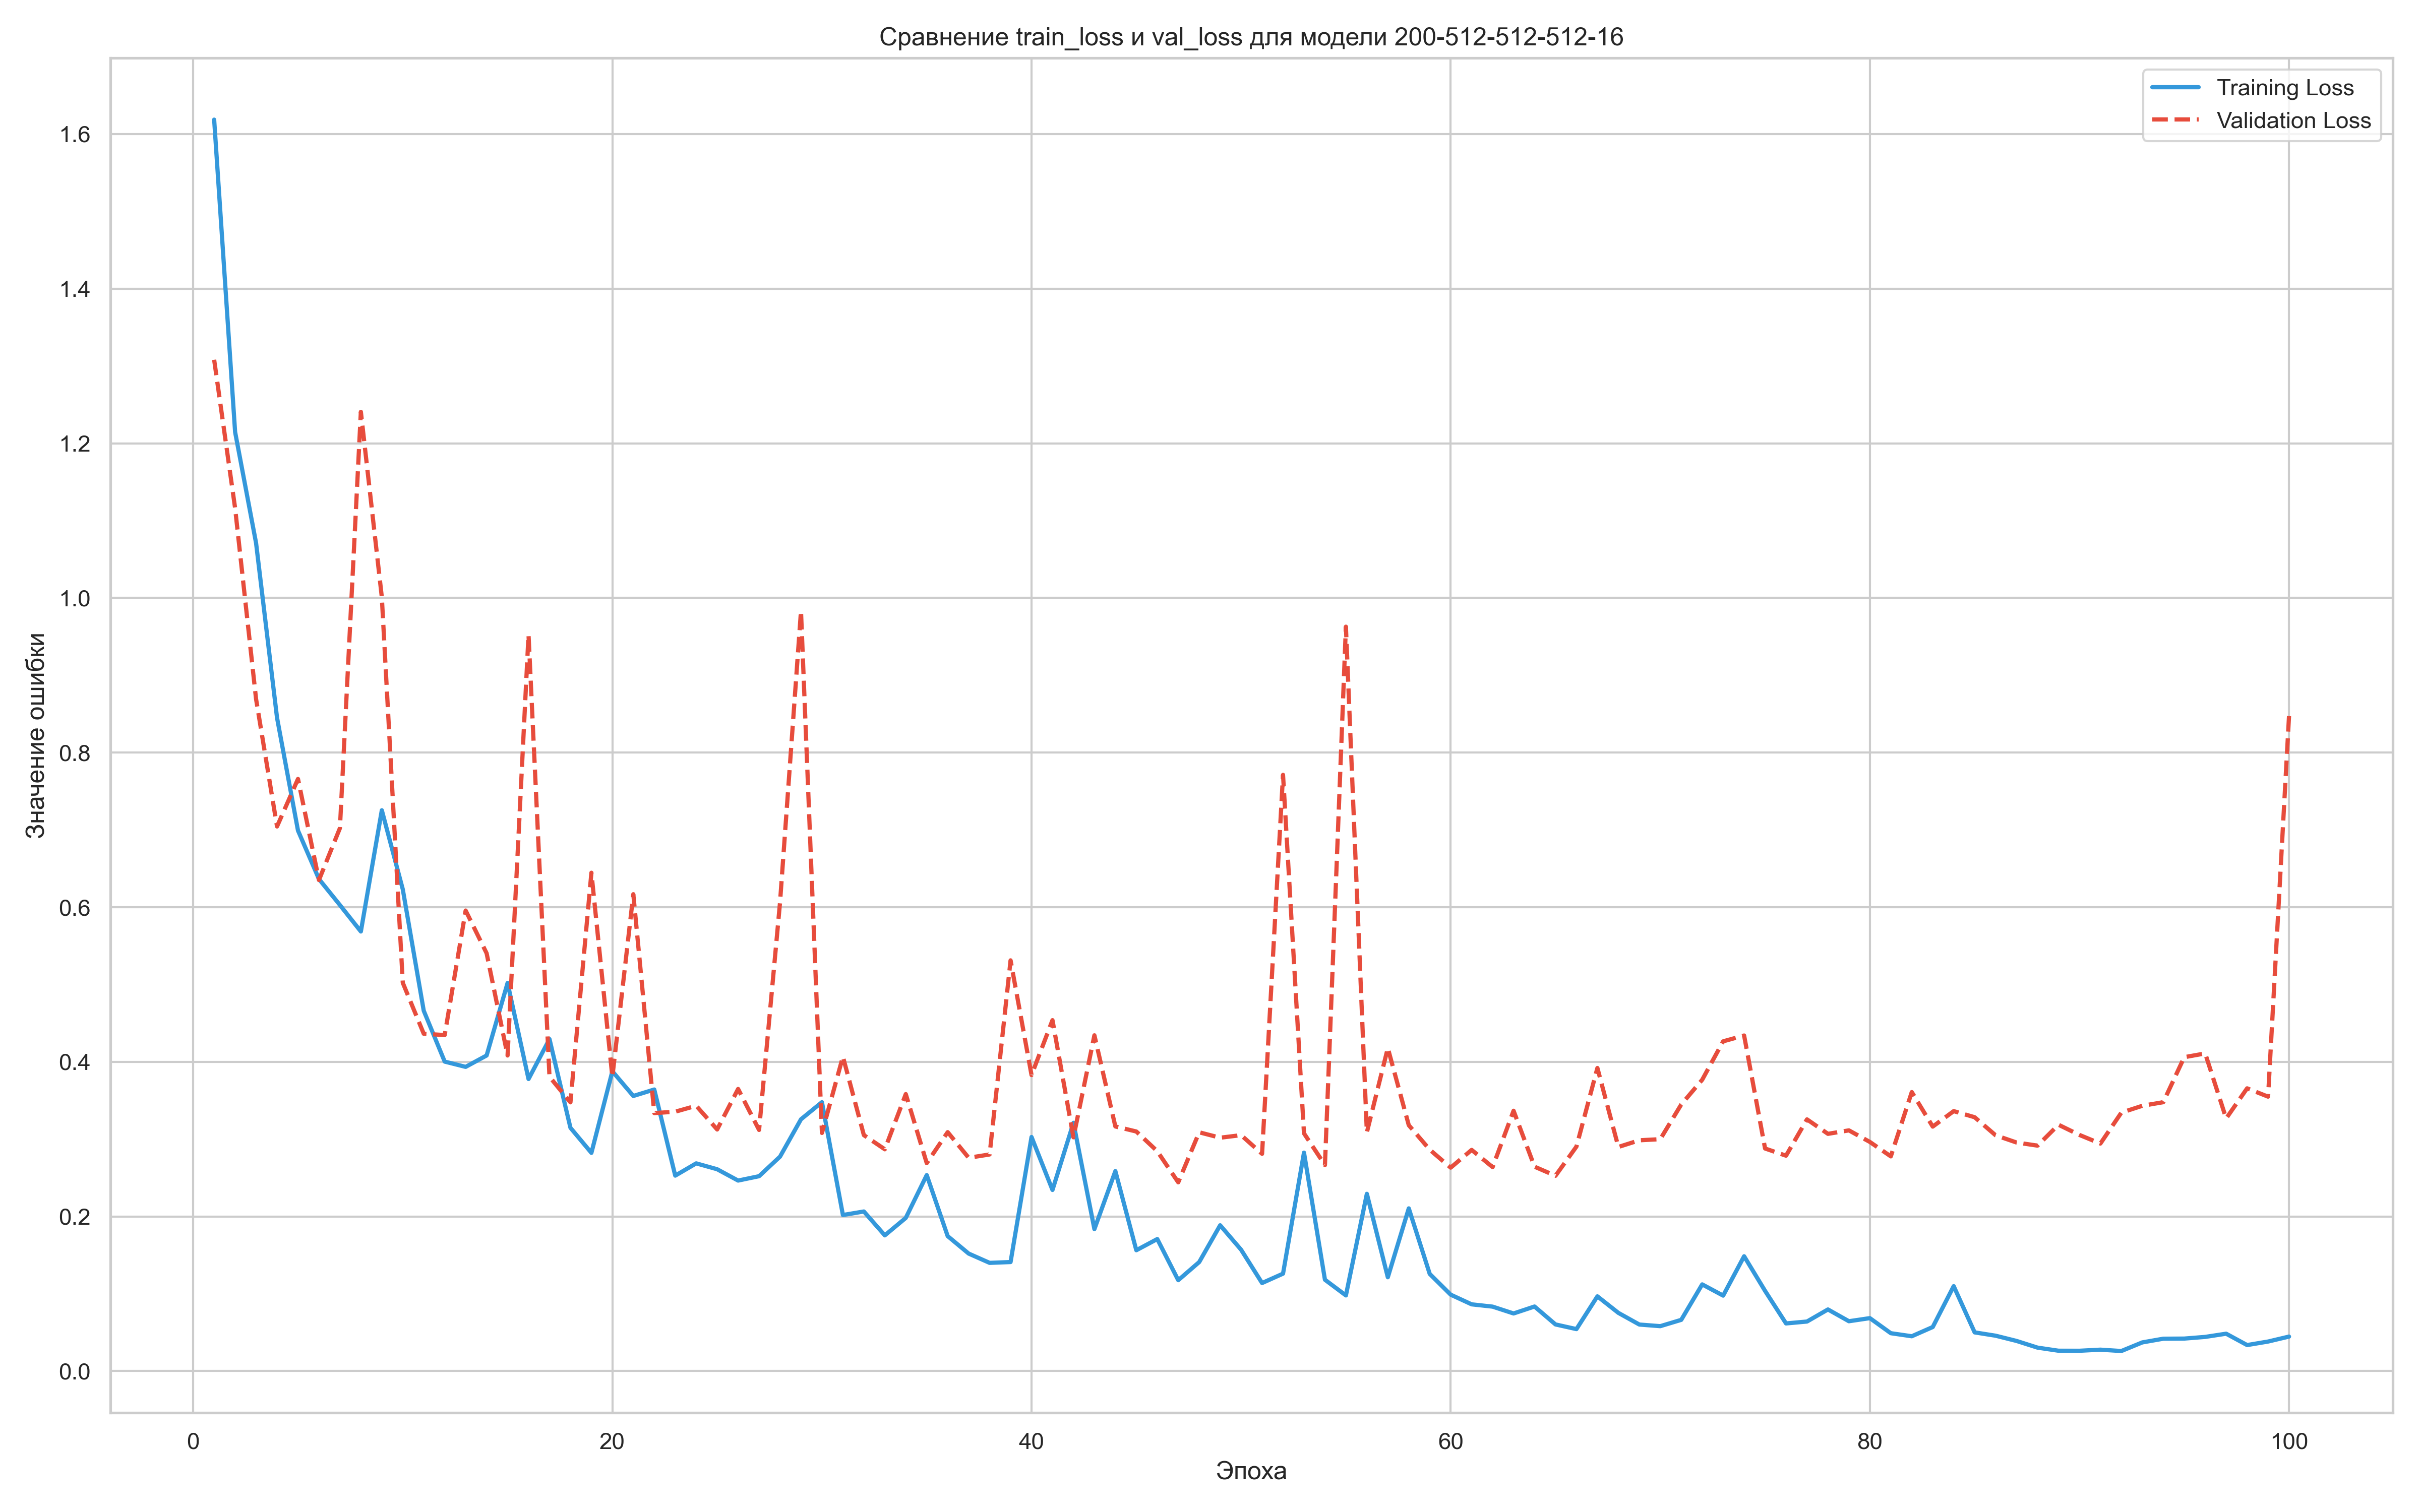 Сравнение train_loss и val_loss для модели 200-512-512-512-16
Training Loss
Validation Loss
Значение ошибки
1.6
1.4
1.2
1.0
0.8
0.6
0.4
0.2
0.0
0 20 40 60 80 100
Эпоха